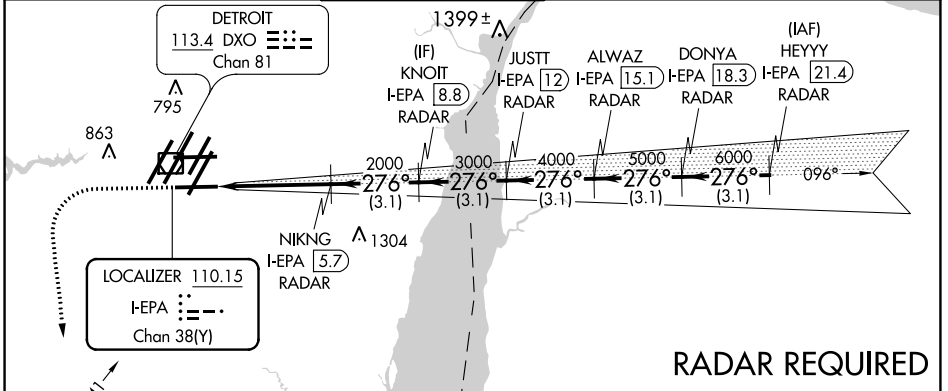 DETROIT
113.4 DXO
Chan 81
1399 ±
(IF)
KNOIT
I-EPA 8.8
RADAR
JUSTT
I-EPA 12
RADAR
ALWAZ
I-EPA 15.1
RADAR
DONYA
I-EPA 18.3
RADAR
(IAF)
HEYYY
I-EPA 21.4
RADAR
795
863
2000
276°
(3.1)
3000
276°
(3.1)
4000
276°
(3.1)
5000
276°
(3.1)
6000
276°
(3.1)
096°
NIKNG
I-EPA 5.7
RADAR
1304
LOCALIZER 110.15
I-EPA
Chan 38(Y)
RADAR REQUIRED